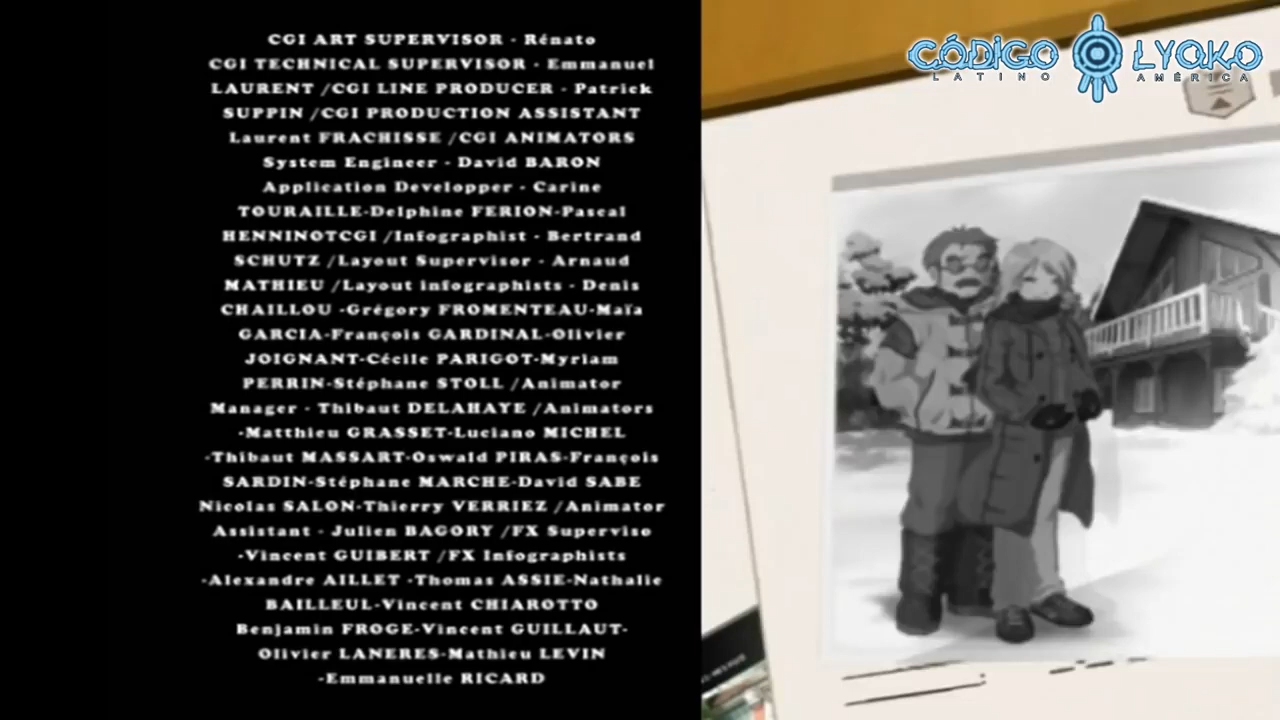 CGI ART SUPERVISOR - Rénato
CGI TECHNICAL SUPERVISOR - Emmanuel
LAURENT /CGI LINE PRODUCER - Patrick
SUPPIN /CGI PRODUCTION ASSISTANT
Laurent FRACHISSE /CGI ANIMATORS
System Engineer - David BARON
Application Developper - Carine
TOURAILLE-Delphine FERION-Pascal
HENNINOTCGI /Infographist - Bertrand
SCHUTZ /Layout Supervisor - Arnaud
MATHIEU /Layout infographists - Denis
CHAILLOU -Grégory FROMENTEAU-Maïa
GARCIA-François GARDINAL-Olivier
JOIGNANT-Cécile PARIGOT-Myriam
PERRIN-Stéphane STOLL /Animator
Manager - Thibaut DELAHAYE /Animators
-Matthieu GRASSET-Luciano MICHEL
-Thibaut MASSART-Oswald PIRAS-François
SARDIN-Stéphane MARCHE-David SABE
Nicolas SALON-Thierry VERRIEZ /Animator
Assistant - Julien BAGORY /FX Superviso
-Vincent GUIBERT /FX Infographists
-Alexandre AILLET -Thomas ASSIE-Nathalie
BAILLEUL-Vincent CHIAROTTO
Benjamin FROGE-Vincent GUILLAUT-
Olivier LANERES-Mathieu LEVIN
-Emmanuelle RICARD
CÓDIGO LYOKO
LATINO AMÉRICA